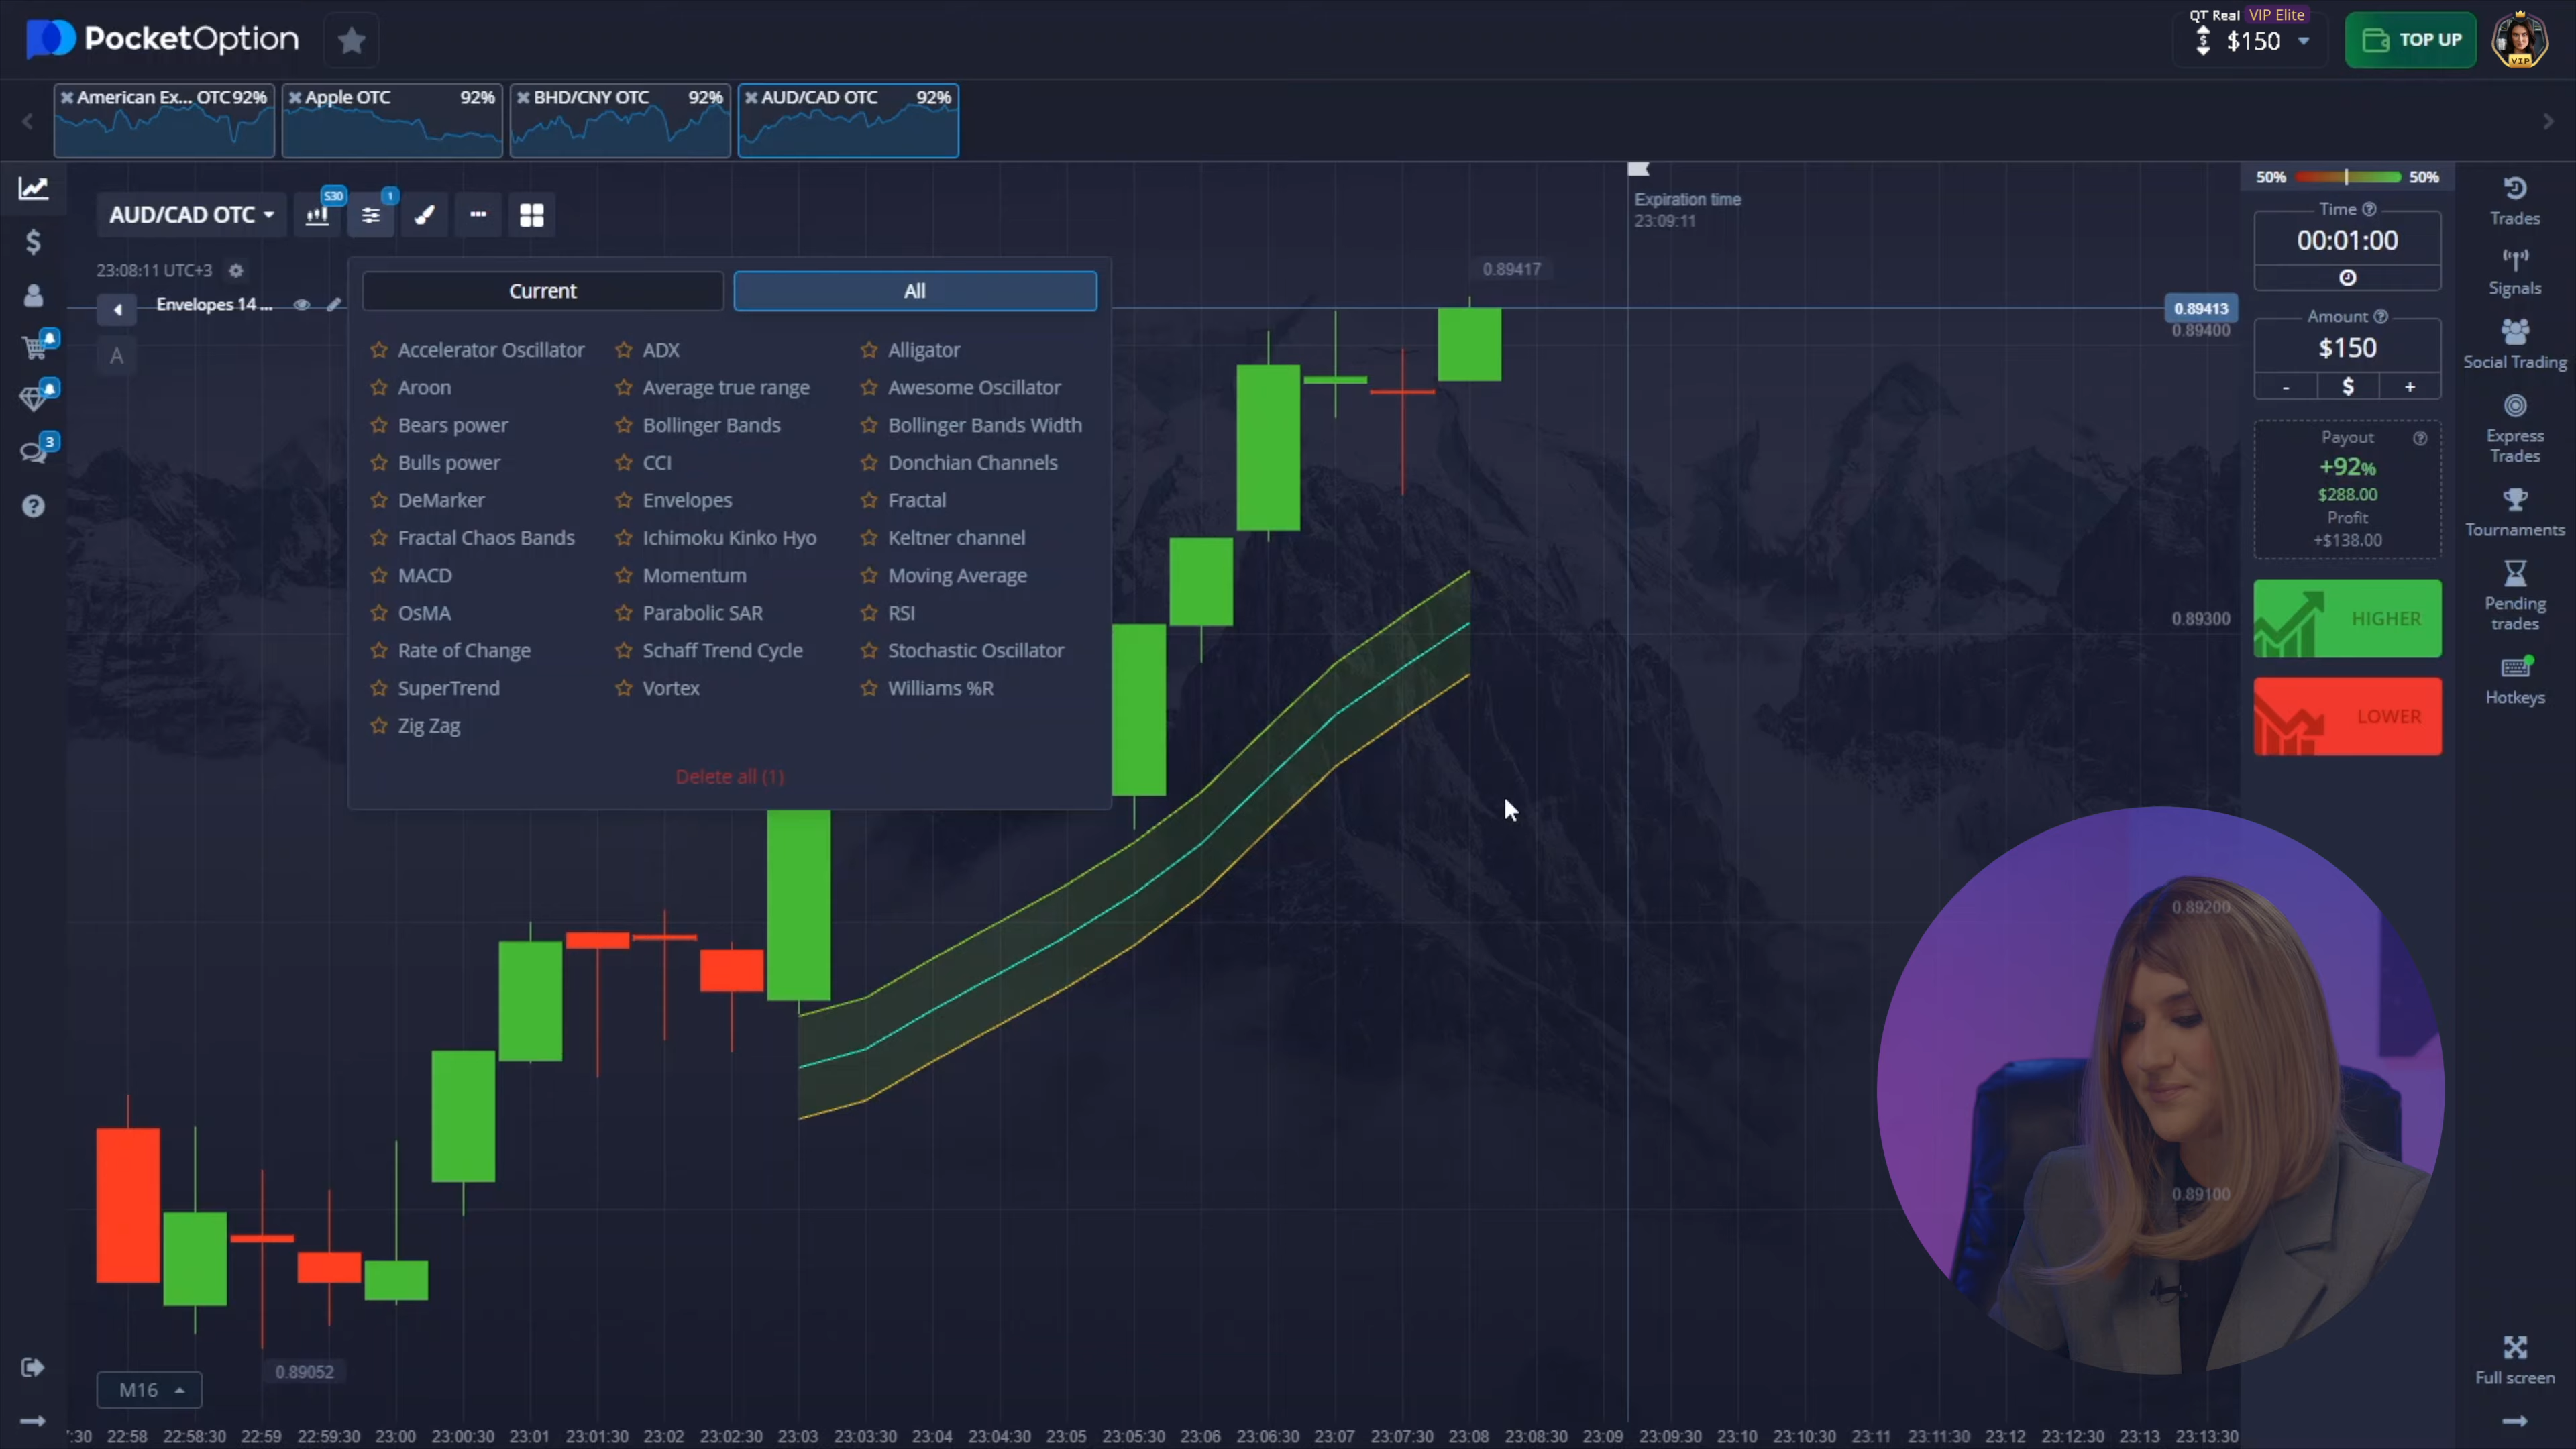 PocketOption
QT Real VIP Elite
$150
TOP UP
VIP
American Ex... OTC 92%
Apple OTC 92%
BHD/CNY OTC 92%
AUD/CAD OTC 92%
AUD/CAD OTC
S30
1
23:08:11 UTC+3
Envelopes 14 ...
A
Current
All
Accelerator Oscillator
ADX
Alligator
Aroon
Average true range
Awesome Oscillator
Bears power
Bollinger Bands
Bollinger Bands Width
Bulls power
CCI
Donchian Channels
DeMarker
Envelopes
Fractal
Fractal Chaos Bands
Ichimoku Kinko Hyo
Keltner channel
MACD
Momentum
Moving Average
OsMA
Parabolic SAR
RSI
Rate of Change
Schaff Trend Cycle
Stochastic Oscillator
SuperTrend
Vortex
Williams %R
Zig Zag
Delete all (1)
3
Expiration time
23:09:11
0.89417
0.89413
0.89400
0.89300
0.89200
0.89100
0.89052
50% 50%
Time
00:01:00
Amount
$150
- $ +
Payout
+92%
$288.00
Profit
+$138.00
HIGHER
LOWER
Trades
Signals
Social Trading
Express
Trades
Tournaments
Pending
trades
Hotkeys
Full screen
M16
:30 22:58 22:58:30 22:59 22:59:30 23:00 23:00:30 23:01 23:01:30 23:02 23:02:30 23:03 23:03:30 23:04 23:04:30 23:05 23:05:30 23:06 23:06:30 23:07 23:07:30 23:08 23:08:30 23:09 23:09:30 23:10 23:10:30 23:11 23:11:30 23:12 23:12:30 23:13 23:13:30